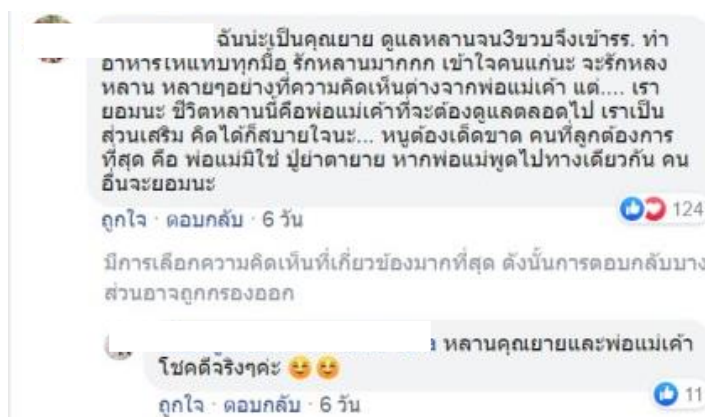 ฉันน่ะเป็นคุณยาย ดูแลหลานจน3ขวบจึงเข้ารร. ทำ
อาหารให้แทบทุกมื้อ รักหลานมากกก เข้าใจคนแก่นะ จะรักหลง
หลาน หลายๆอย่างที่ความคิดเห็นต่างจากพ่อแม่เค้า แต่.... เรา
ยอมนะ ชีวิตหลานนี้คือพ่อแม่เค้าที่จะต้องดูแลตลอดไป เราเป็น
ส่วนเสริม คิดได้ก็สบายใจนะ... หนูต้องเด็ดขาด คนที่ลูกต้องการ
ที่สุด คือ พ่อแม่มิใช่ ปู่ย่าตายาย หากพ่อแม่พูดไปทางเดียวกัน คน
อื่นจะยอมนะ
124
ถูกใจ · ตอบกลับ · 6 วัน
มีการเลือกความคิดเห็นที่เกี่ยวข้องมากที่สุด ดังนั้นการตอบกลับบาง
ส่วนอาจถูกกรองออก
a หลานคุณยายและพ่อแม่เค้า
โชคดีจริงๆค่ะ 😊😊
11
ถูกใจ · ตอบกลับ · 6 วัน